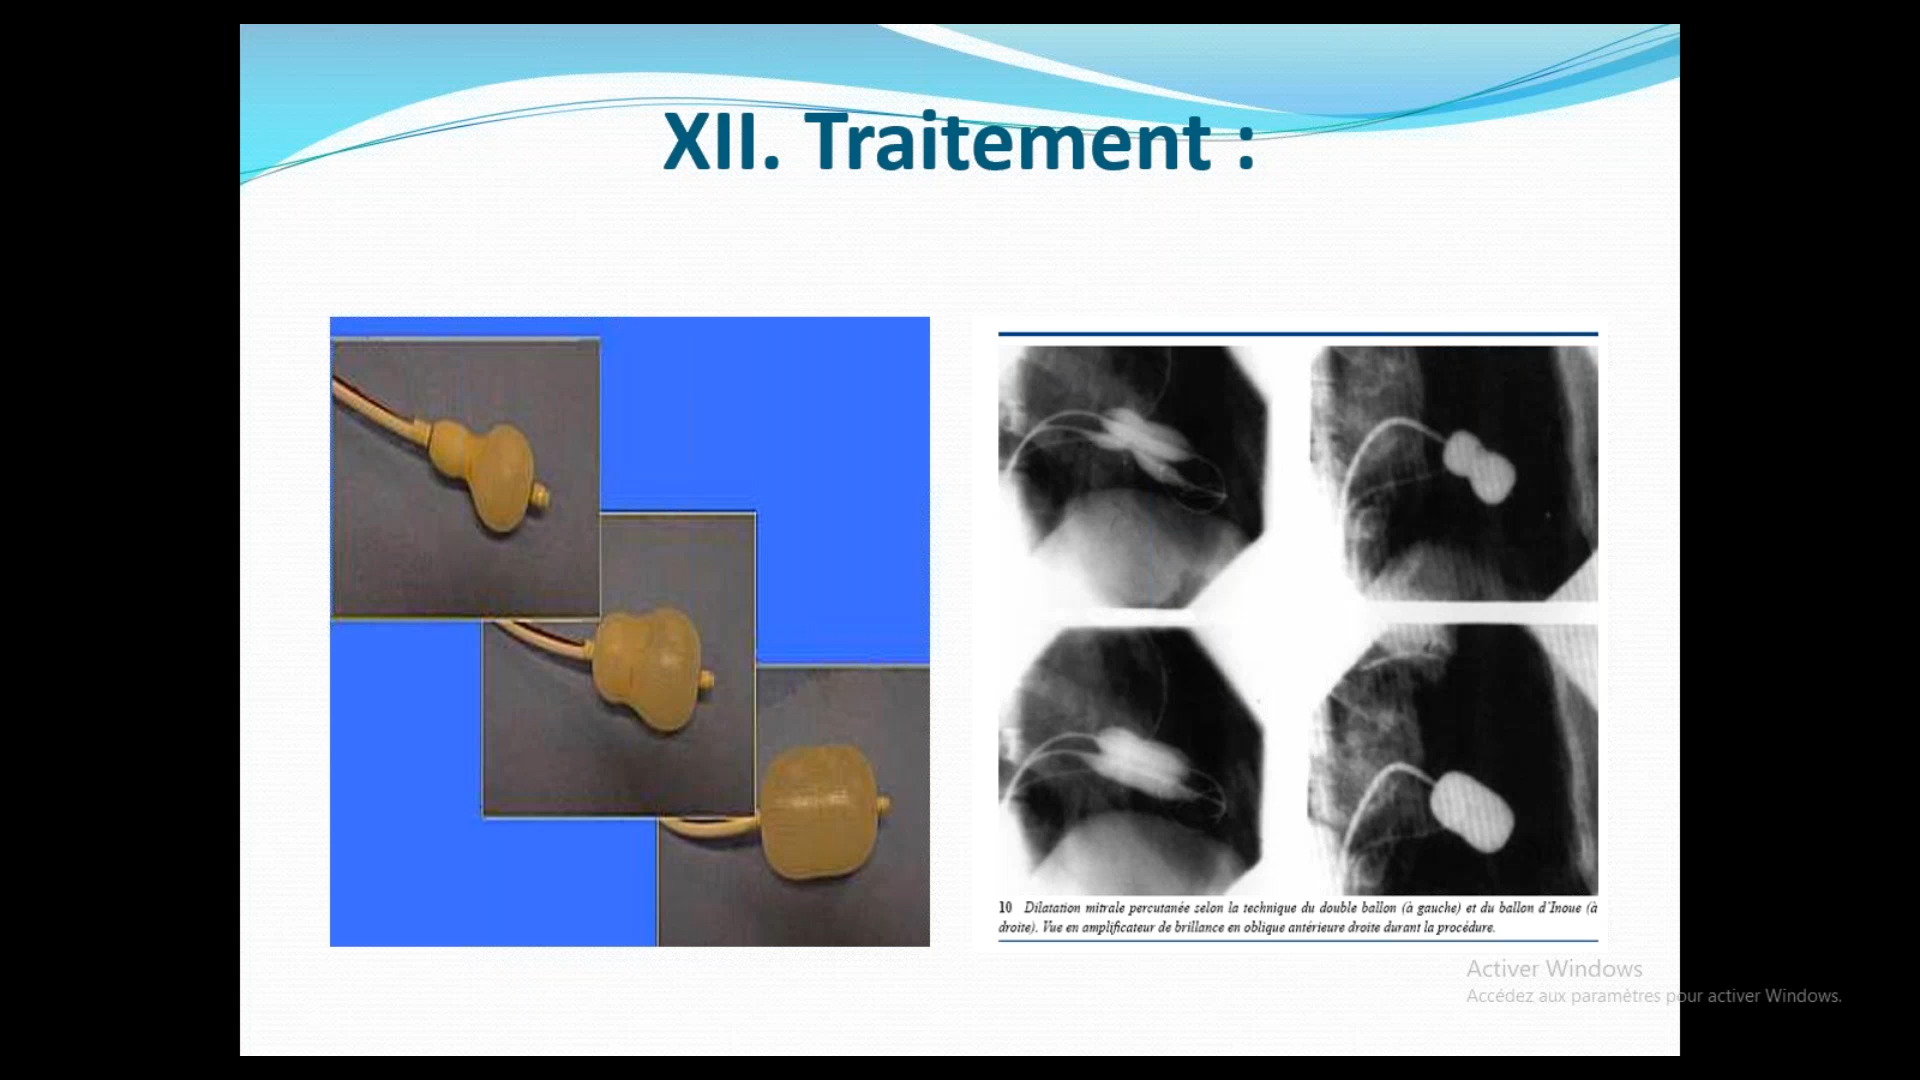 XII. Traitement :
10 Dilatation mitrale percutanée selon la technique du double ballon (à gauche) et du ballon d'Inoue (à
droite). Vue en amplificateur de brillance en oblique antérieure droite durant la procédure.
Activer Windows
Accédez aux paramètres pour activer Windows.